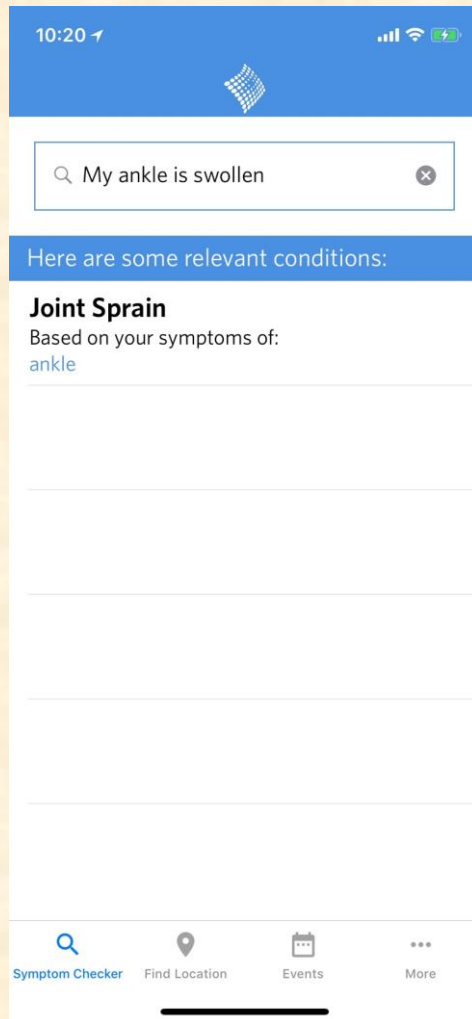 10:20
My ankle is swollen
Here are some relevant conditions:
Joint Sprain
Based on your symptoms of:
ankle
Symptom Checker
Find Location
Events
More